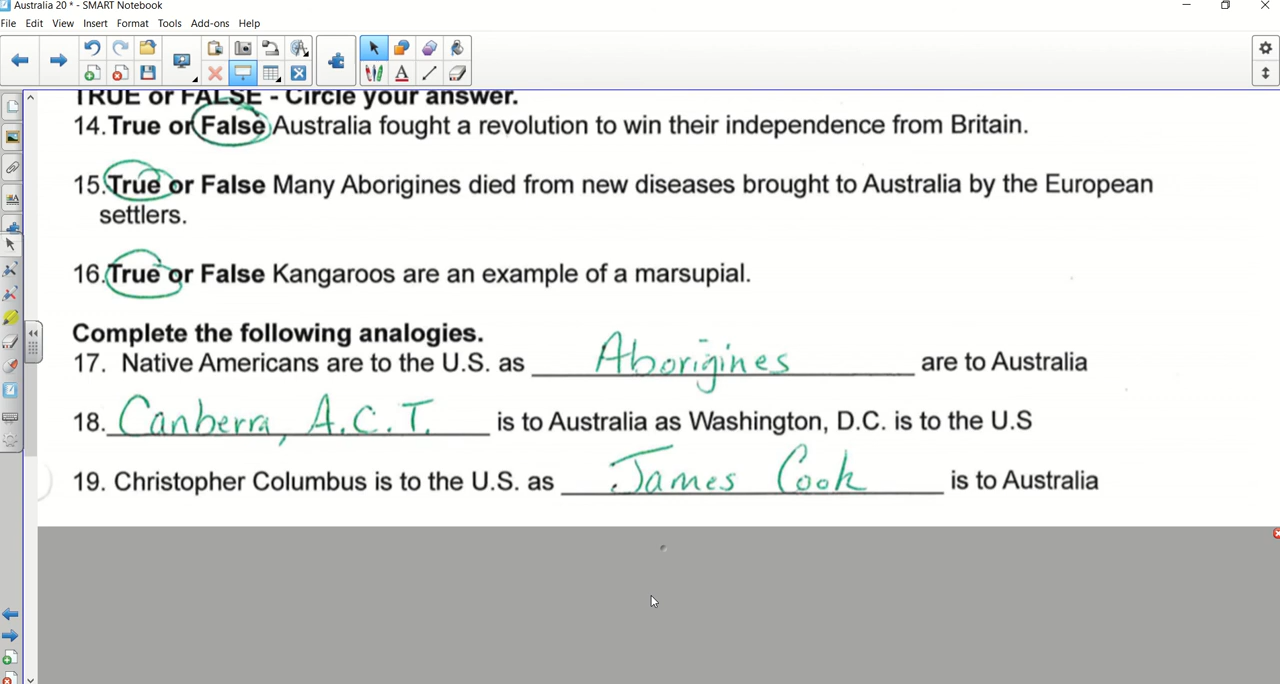 Australia 20 * - SMART Notebook
File Edit View Insert Format Tools Add-ons Help
TRUE or FALSE - Circle your answer.
14. True or False Australia fought a revolution to win their independence from Britain.
15. True or False Many Aborigines died from new diseases brought to Australia by the European
settlers.
16. True or False Kangaroos are an example of a marsupial.
Complete the following analogies.
17. Native Americans are to the U.S. as Aborigines are to Australia
18. Canberra, A.C.T. is to Australia as Washington, D.C. is to the U.S
19. Christopher Columbus is to the U.S. as James Cook is to Australia